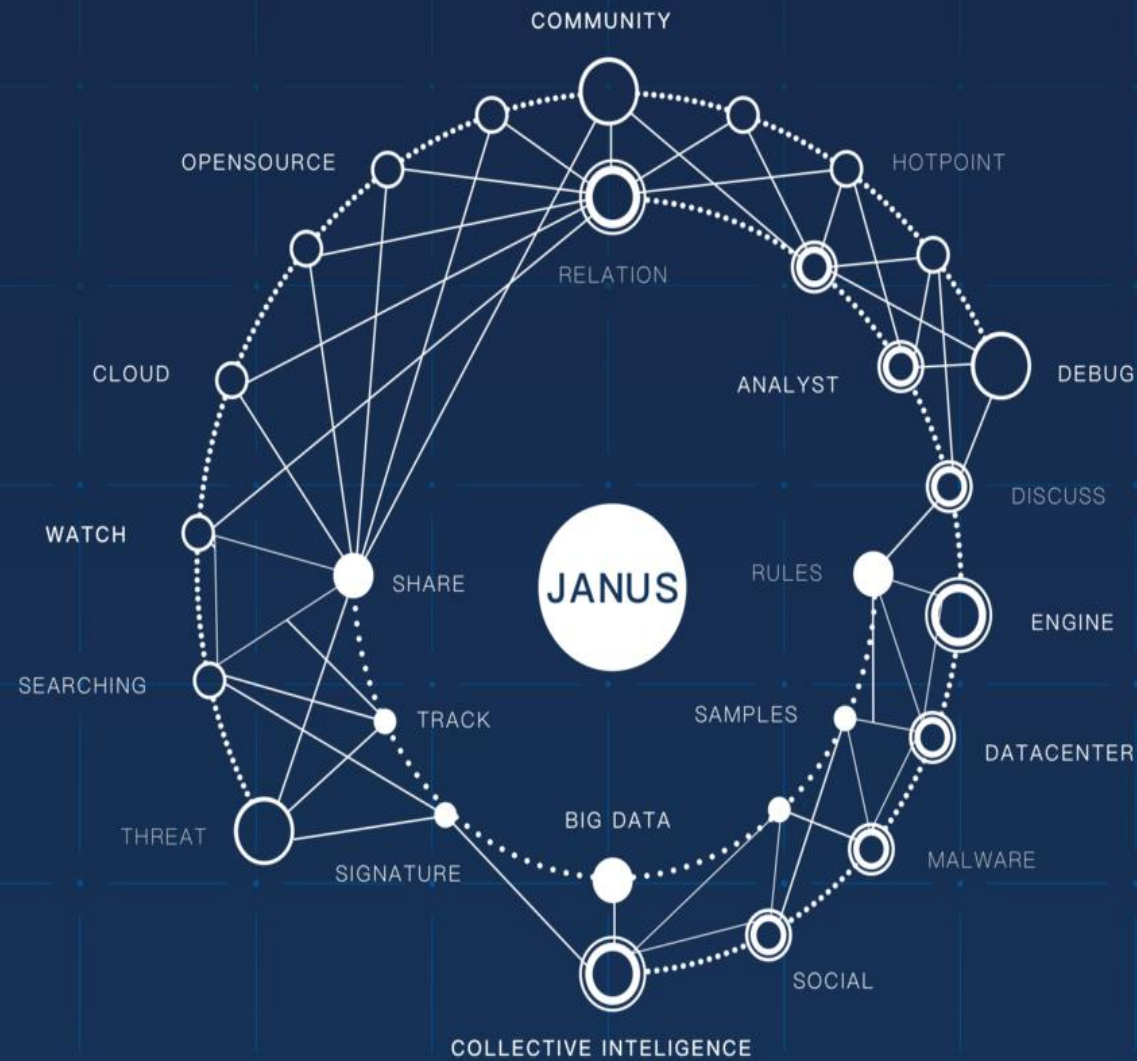 COMMUNITY
OPENSOURCE
HOTPOINT
RELATION
CLOUD
ANALYST
DEBUG
DISCUSS
WATCH
SHARE
JANUS
RULES
ENGINE
SEARCHING
TRACK
SAMPLES
DATACENTER
THREAT
BIG DATA
SIGNATURE
MALWARE
SOCIAL
COLLECTIVE INTELIGENCE